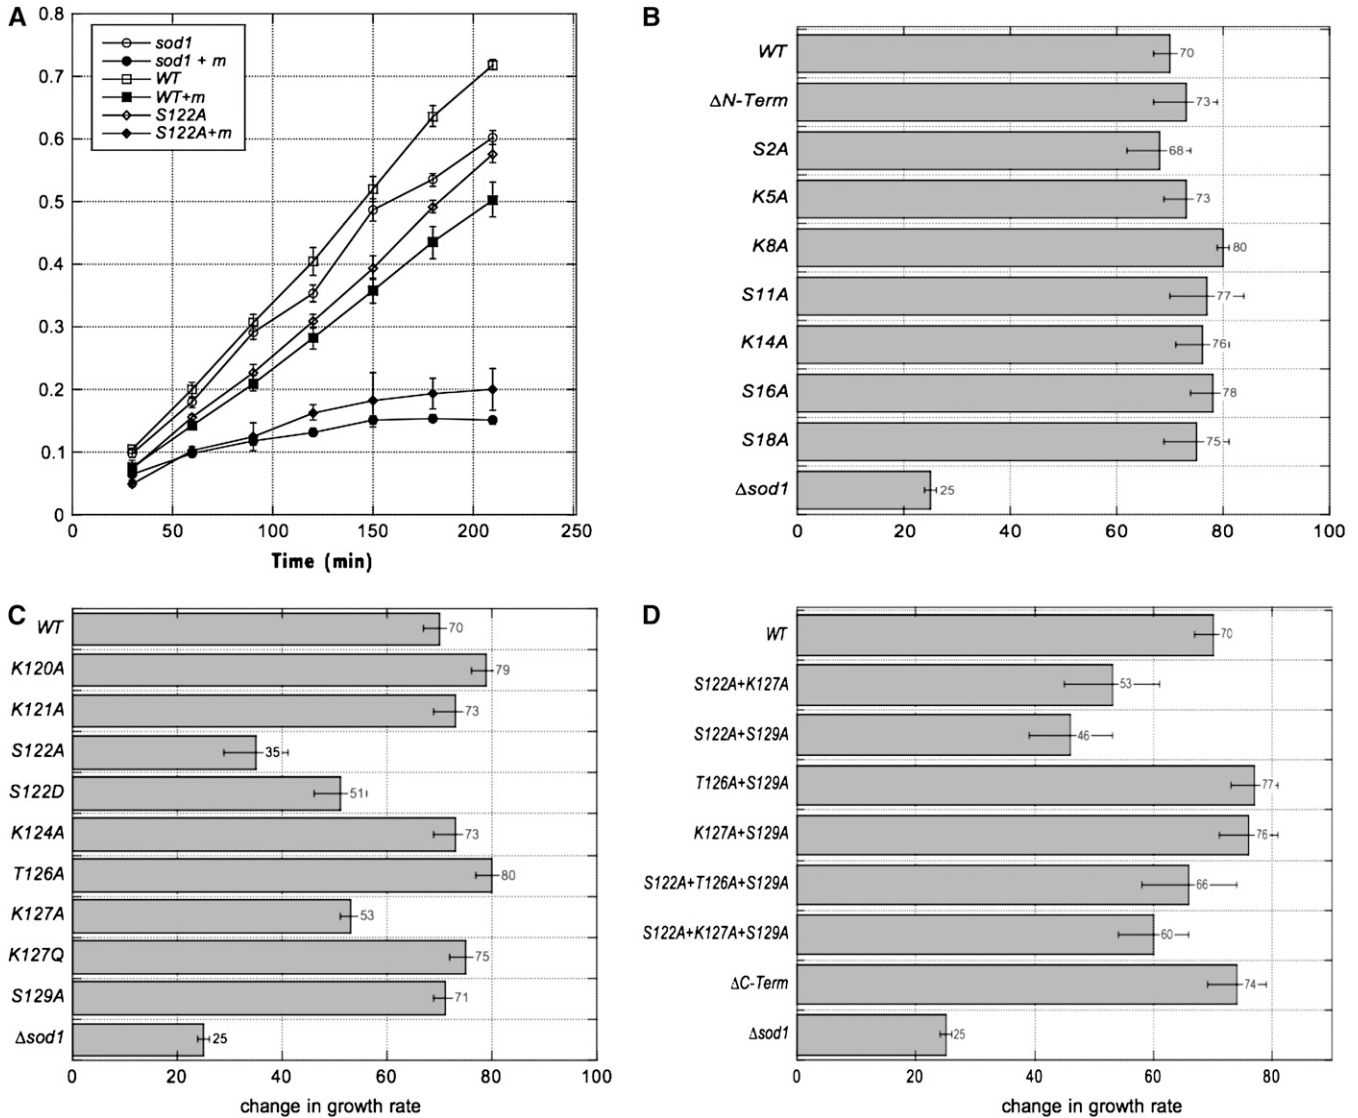 A
0.8
0.7
0.6
0.5
0.4
0.3
0.2
0.1
0
sod1
sod1 + m
WT
WT+m
S122A
S122A+m
0 50 100 150 200 250
Time (min)
B
WT 70
ΔN-Term 73
S2A 68
K5A 73
K8A 80
S11A 77
K14A 76
S16A 78
S18A 75
Δsod1 25
0 20 40 60 80 100
C
WT 70
K120A 79
K121A 73
S122A 35
S122D 51
K124A 73
T126A 80
K127A 53
K127Q 75
S129A 71
Δsod1 25
0 20 40 60 80 100
change in growth rate
D
WT 70
S122A+K127A 53
S122A+S129A 46
T126A+S129A 77
K127A+S129A 76
S122A+T126A+S129A 66
S122A+K127A+S129A 60
ΔC-Term 74
Δsod1 25
0 20 40 60 80
change in growth rate